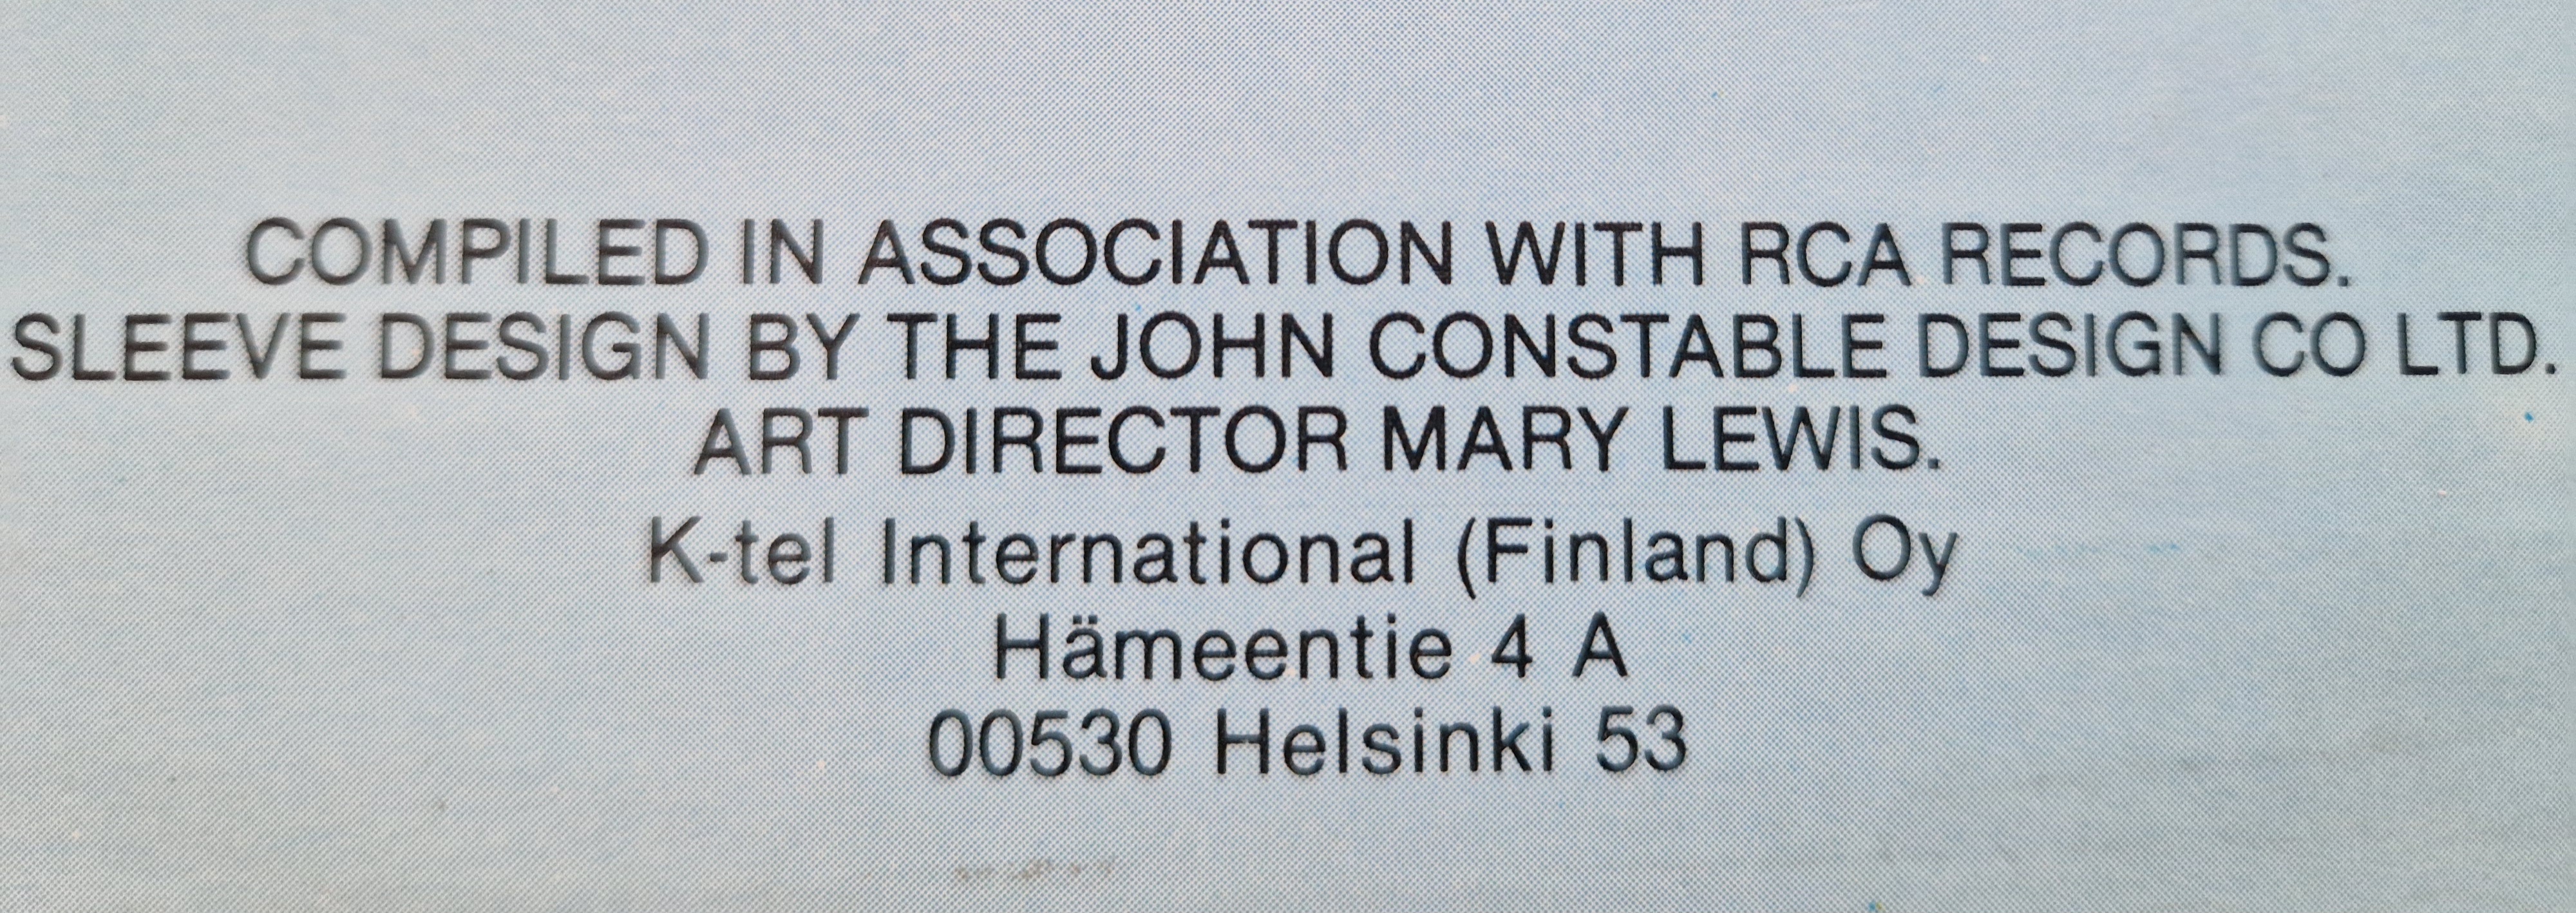 COMPILED IN ASSOCIATION WITH RCA RECORDS.
SLEEVE DESIGN BY THE JOHN CONSTABLE DESIGN CO LTD.
ART DIRECTOR MARY LEWIS.
K-tel International (Finland) Oy
Hämeentie 4 A
00530 Helsinki 53